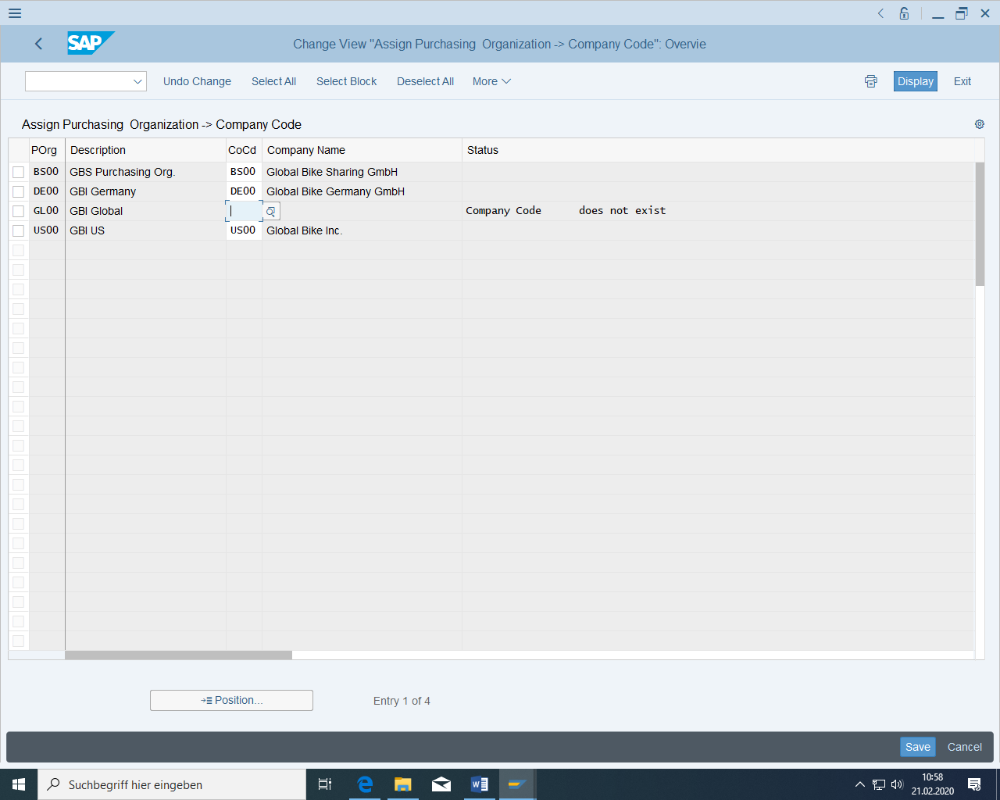 SAP
Change View "Assign Purchasing  Organization -> Company Code": Overvie
Undo Change Select All Select Block Deselect All More Display Exit
Assign Purchasing  Organization -> Company Code
POrg Description CoCd Company Name Status
BS00 GBS Purchasing Org. BS00 Global Bike Sharing GmbH
DE00 GBI Germany DE00 Global Bike Germany GmbH
GL00 GBI Global Company Code      does not exist
US00 GBI US US00 Global Bike Inc.
Position... Entry 1 of 4
Save Cancel
Suchbegriff hier eingeben 10:58
21.02.2020